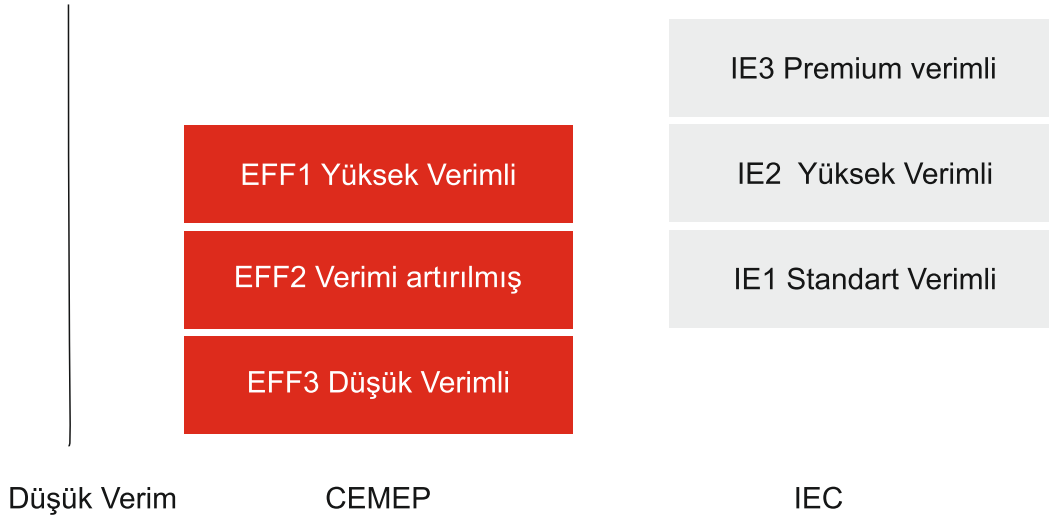 IE3 Premium verimli
EFF1 Yüksek Verimli
IE2 Yüksek Verimli
EFF2 Verimi artırılmış
IE1 Standart Verimli
EFF3 Düşük Verimli
Düşük Verim
CEMEP
IEC